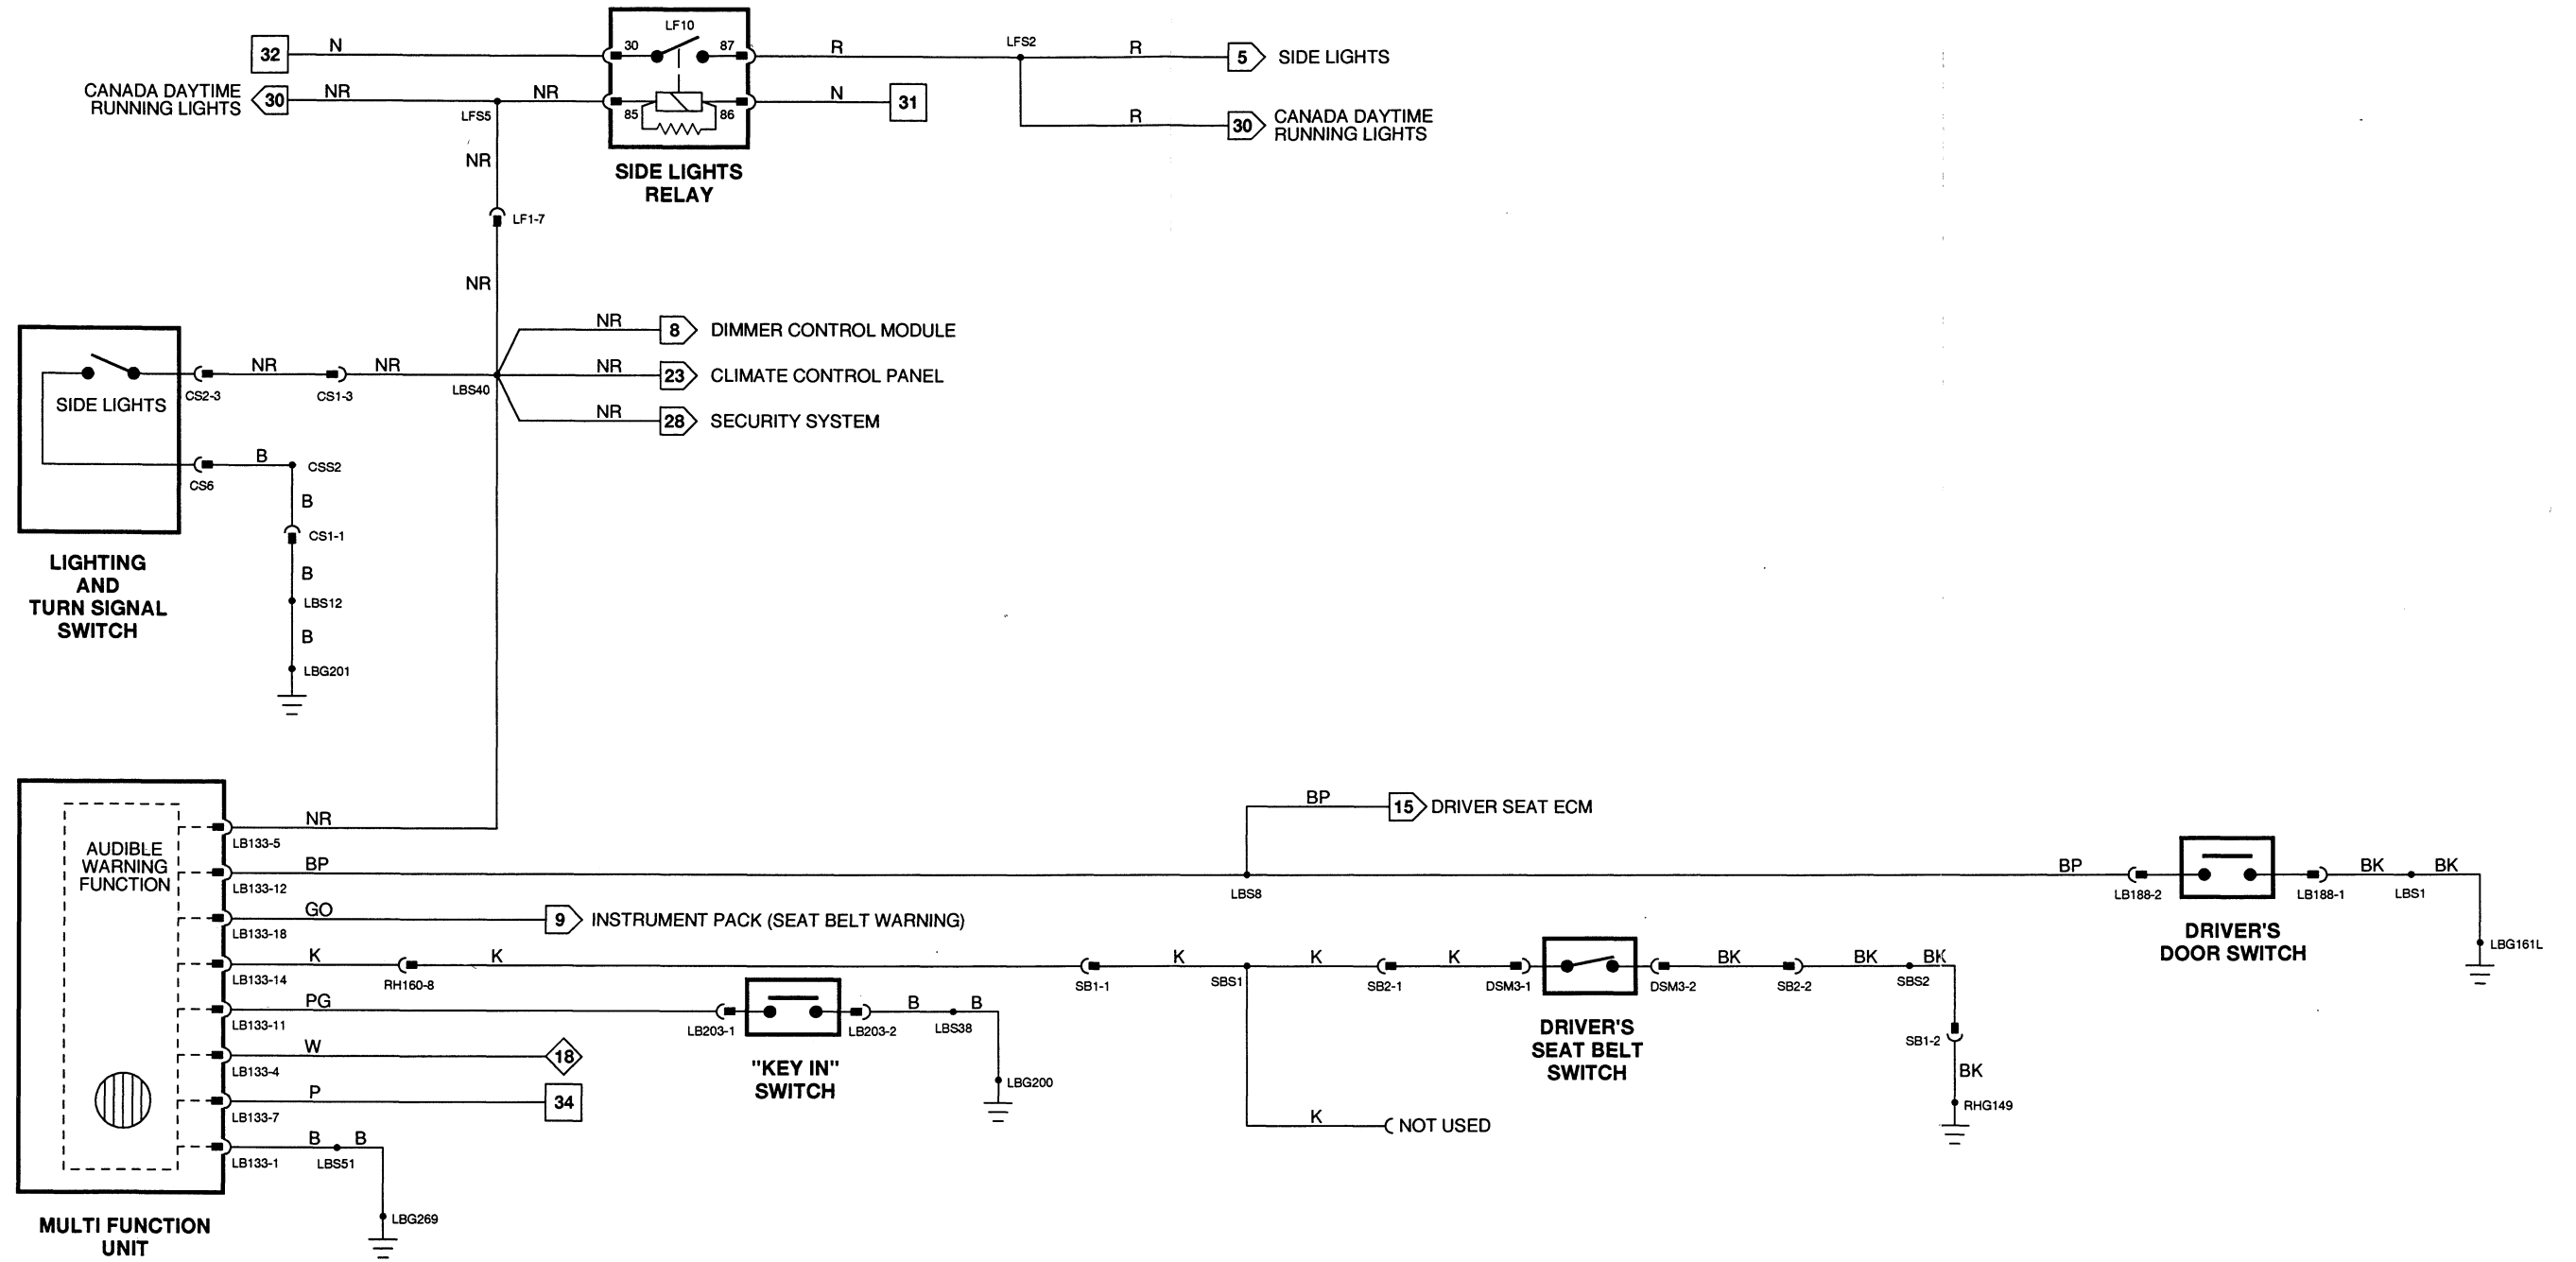 LF10
32
N
30
87
R
LFS2
R
5
SIDE LIGHTS
CANADA DAYTIME
RUNNING LIGHTS
30
NR
LFS5
NR
85
86
N
31
R
30
CANADA DAYTIME
RUNNING LIGHTS
SIDE LIGHTS
RELAY
NR
LF1-7
NR
NR
8
DIMMER CONTROL MODULE
NR
23
CLIMATE CONTROL PANEL
NR
28
SECURITY SYSTEM
SIDE LIGHTS
CS2-3
NR
CS1-3
NR
LBS40
CS6
B
CSS2
B
CS1-1
B
LBS12
B
LBG201
LIGHTING
AND
TURN SIGNAL
SWITCH
AUDIBLE
WARNING
FUNCTION
NR
LB133-5
BP
LB133-12
BP
15
DRIVER SEAT ECM
LBS8
BP
LB188-2
LB188-1
BK
LBS1
BK
LBG161L
DRIVER'S
DOOR SWITCH
GO
LB133-18
9
INSTRUMENT PACK (SEAT BELT WARNING)
K
LB133-14
RH160-8
K
SB1-1
K
SBS1
K
SB2-1
K
DSM3-1
DSM3-2
BK
SB2-2
BK
SBS2
BK
SB1-2
BK
RHG149
DRIVER'S
SEAT BELT
SWITCH
K
NOT USED
PG
LB133-11
LB203-1
LB203-2
B
LBS38
B
LBG200
"KEY IN"
SWITCH
W
LB133-4
18
P
LB133-7
34
B
LB133-1
LBS51
B
LBG269
MULTI FUNCTION
UNIT